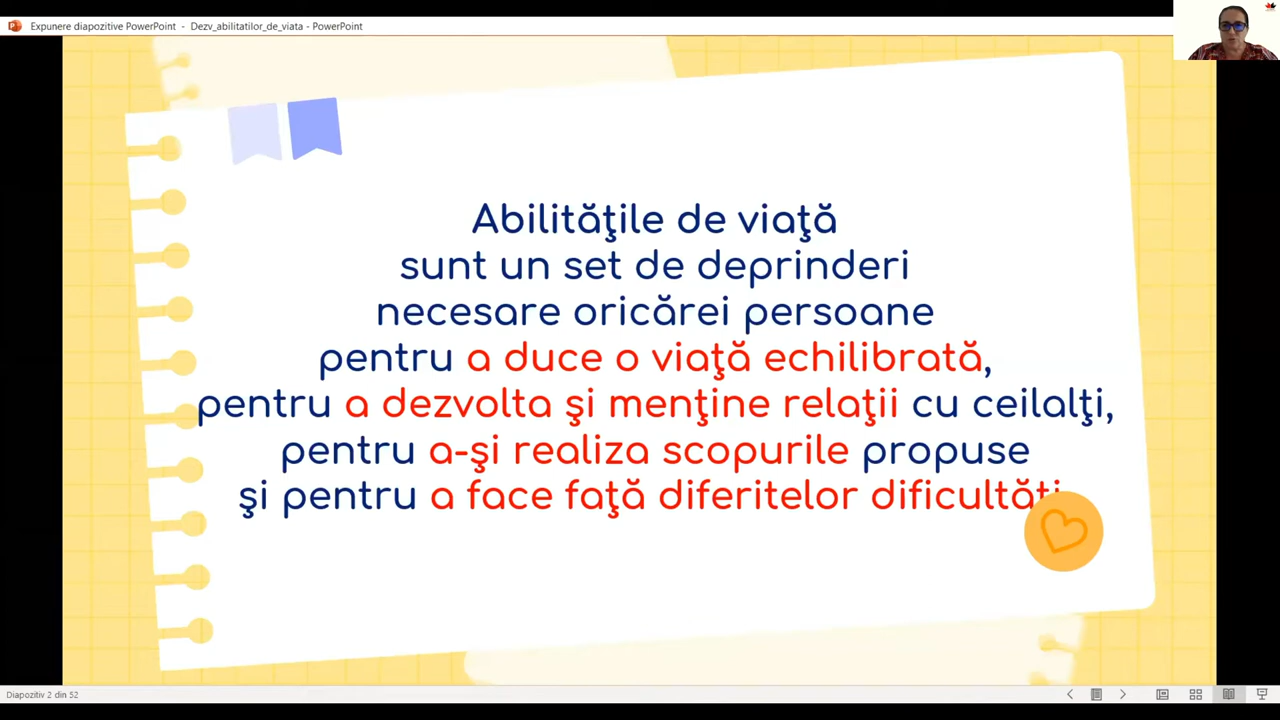 Expunere diapozitive PowerPoint - Dezv_abilitatilor_de_viata - PowerPoint
Abilităţile de viaţă
sunt un set de deprinderi
necesare oricărei persoane
pentru a duce o viaţă echilibrată,
pentru a dezvolta şi menţine relaţii cu ceilalţi,
pentru a-şi realiza scopurile propuse
şi pentru a face faţă diferitelor
Diapozitiv 2 din 52